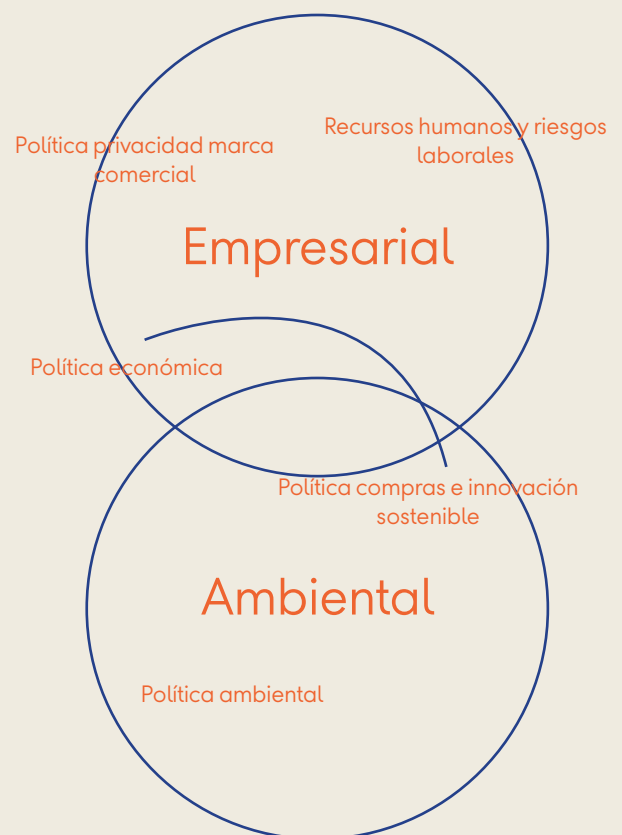 Recursos humanos y riesgos
laborales
Política privacidad marca
comercial
Empresarial
Política económica
Política compras e innovación
sostenible
Ambiental
Política ambiental